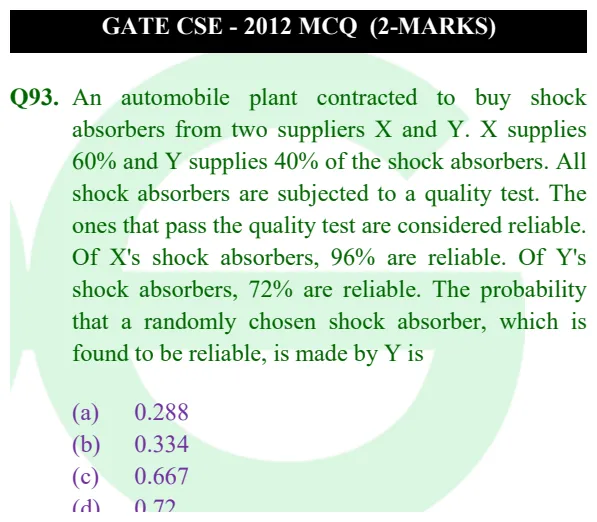 GATE CSE - 2012 MCQ (2-MARKS)
Q93. An automobile plant contracted to buy shock
absorbers from two suppliers X and Y. X supplies
60% and Y supplies 40% of the shock absorbers. All
shock absorbers are subjected to a quality test. The
ones that pass the quality test are considered reliable.
Of X's shock absorbers, 96% are reliable. Of Y's
shock absorbers, 72% are reliable. The probability
that a randomly chosen shock absorber, which is
found to be reliable, is made by Y is
(a) 0.288
(b) 0.334
(c) 0.667
(d) 0.72